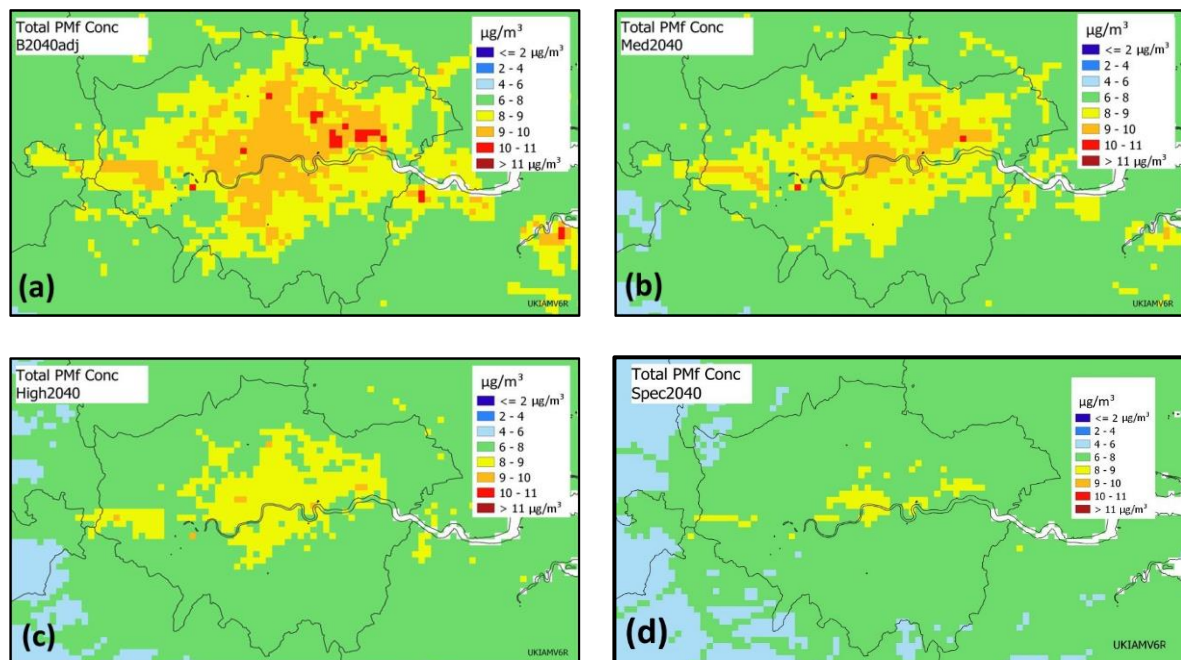 Total PMf Conc
B2040adj
µg/m³
<= 2 µg/m³
2 - 4
4 - 6
6 - 8
8 - 9
9 - 10
10 - 11
> 11 µg/m³
(a)
UKIAMV6R
Total PMf Conc
Med2040
µg/m³
<= 2 µg/m³
2 - 4
4 - 6
6 - 8
8 - 9
9 - 10
10 - 11
> 11 µg/m³
(b)
UKIAMV6R
Total PMf Conc
High2040
µg/m³
<= 2 µg/m³
2 - 4
4 - 6
6 - 8
8 - 9
9 - 10
10 - 11
> 11 µg/m³
(c)
UKIAMV6R
Total PMf Conc
Spec2040
µg/m³
<= 2 µg/m³
2 - 4
4 - 6
6 - 8
8 - 9
9 - 10
10 - 11
> 11 µg/m³
(d)
UKIAMV6R